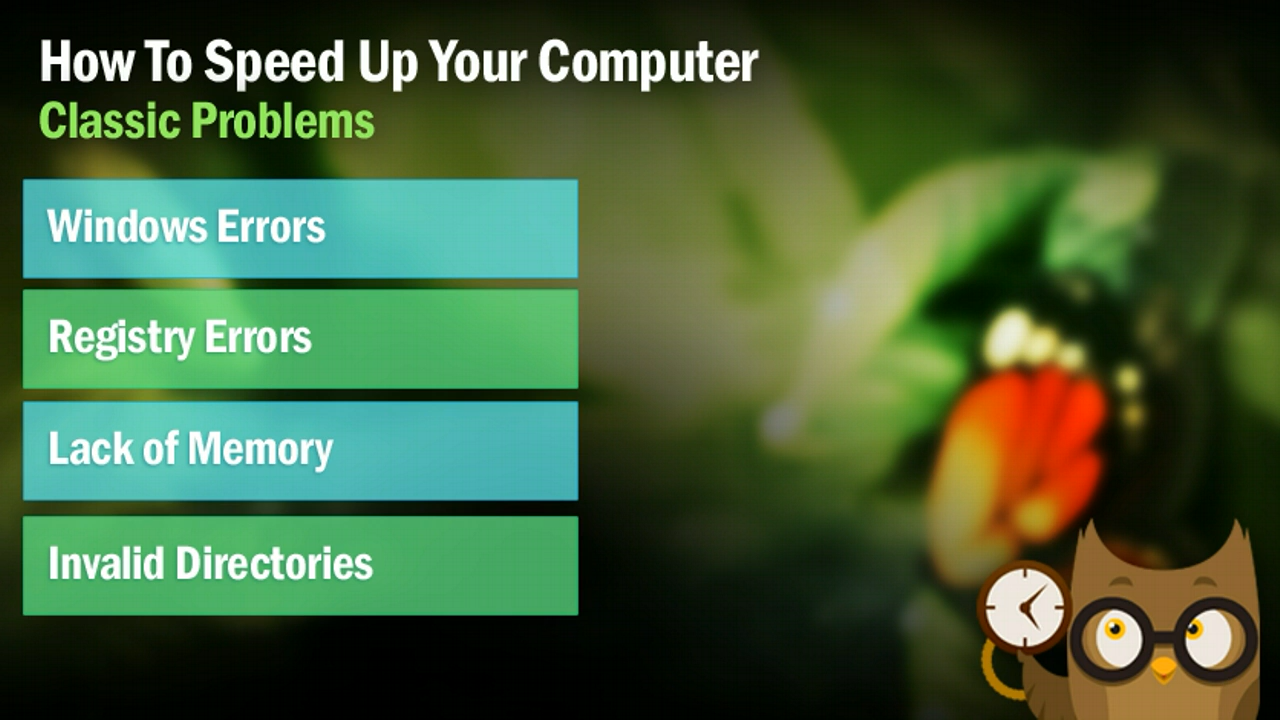 How To Speed Up Your Computer
Classic Problems
Windows Errors
Registry Errors
Lack of Memory
Invalid Directories